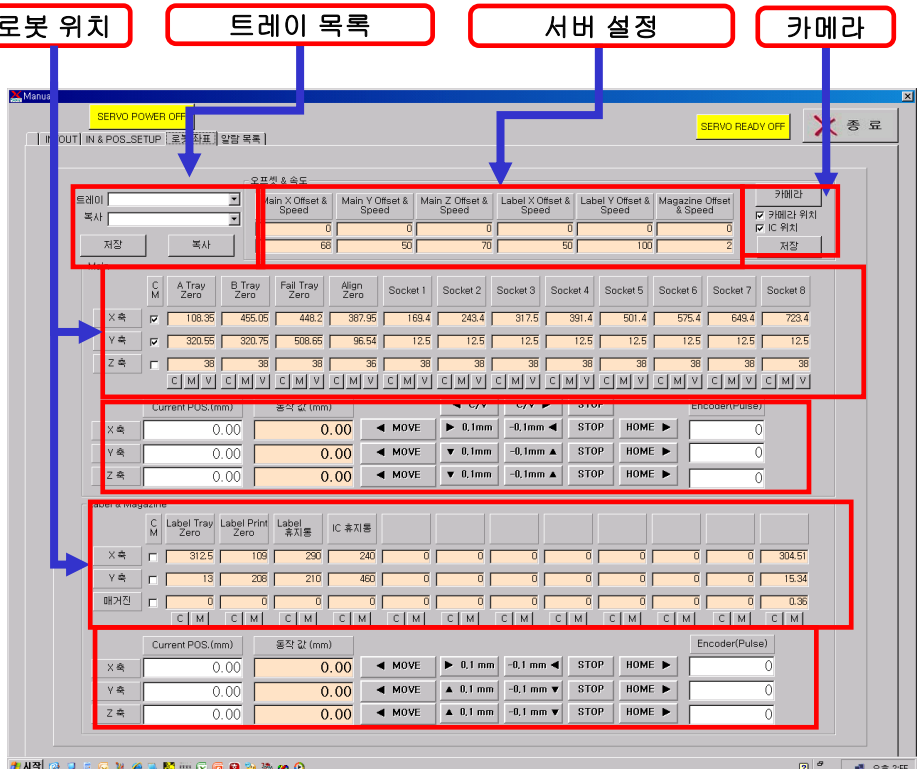 로봇 위치 트레이 목록 서버 설정 카메라
Manual
SERVO POWER OFF SERVO READY OFF 종 료
IN & POS_SETUP 로봇 좌표 알람 목록
오프셋 & 속도
트레이
복사
저장 복사
Main X Offset & Speed Main Y Offset & Speed Main Z Offset & Speed Label X Offset & Speed Label Y Offset & Speed Magazine Offset & Speed
0 0 0 0 0 0
68 50 70 50 100 2
카메라
카메라 위치
IC 위치
저장
C M A Tray Zero B Tray Zero Fail Tray Zero Align Zero Socket 1 Socket 2 Socket 3 Socket 4 Socket 5 Socket 6 Socket 7 Socket 8
X 축 108.35 455.05 448.2 387.95 169.4 243.4 317.5 391.4 501.4 575.4 649.4 723.4
Y 축 320.55 320.75 508.65 96.54 12.5 12.5 12.5 12.5 12.5 12.5 12.5 12.5
Z 축 38 38 38 36 38 38 38 38 38 38 38 38
C M V C M V C M V C M V C M V C M V C M V C M V C M V C M V C M V C M V
Current POS.(mm) 동작 값 (mm) ◀ C/V C/V ▶ STOP Encoder(Pulse)
X 축 0.00 0.00 ◀ MOVE ▶ 0,1mm -0,1mm ◀ STOP HOME ▶ 0
Y 축 0.00 0.00 ◀ MOVE ▼ 0,1mm -0,1mm ▲ STOP HOME ▶ 0
Z 축 0.00 0.00 ◀ MOVE ▼ 0,1mm -0,1mm ▲ STOP HOME ▶ 0
Label & Magazine
C M Label Tray Zero Label Print Zero Label 휴지통 IC 휴지통
X 축 312.5 109 290 240 0 0 0 0 0 0 0 304.51
Y 축 13 208 210 460 0 0 0 0 0 0 0 15.34
매거진 0 0 0 0 0 0 0 0 0 0 0 0.36
C M C M C M C M C M C M C M C M C M C M C M C M
Current POS.(mm) 동작 값 (mm) Encoder(Pulse)
X 축 0.00 0.00 ◀ MOVE ▶ 0,1 mm -0,1 mm ◀ STOP HOME ▶ 0
Y 축 0.00 0.00 ◀ MOVE ▲ 0,1 mm -0,1 mm ▼ STOP HOME ▶ 0
Z 축 0.00 0.00 ◀ MOVE ▲ 0,1 mm -0,1 mm ▼ STOP HOME ▶ 0
시작